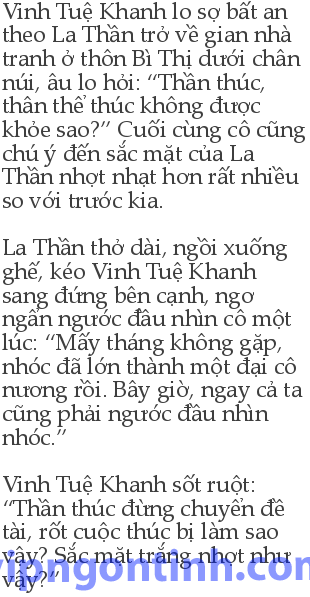 Vinh Tuệ Khanh lo sợ bất an
theo La Thần trở về gian nhà
tranh ở thôn Bì Thị dưới chân
núi, âu lo hỏi: “Thần thúc,
thân thể thúc không được
khỏe sao?” Cuối cùng cô cũng
chú ý đến sắc mặt của La
Thần nhợt nhạt hơn rất nhiều
so với trước kia.
La Thần thở dài, ngồi xuống
ghế, kéo Vinh Tuệ Khanh
sang đứng bên cạnh, ngơ
ngẩn ngước đầu nhìn cô một
lúc: “Mấy tháng không gặp,
nhóc đã lớn thành một đại cô
nương rồi. Bây giờ, ngay cả ta
cũng phải ngước đầu nhìn
nhóc.”
Vinh Tuệ Khanh sốt ruột:
“Thần thúc đừng chuyển đề
tài, rốt cuộc thúc bị làm sao
vậy? Sắc mặt trắng nhợt như
vậy?”
vipngontinh.com